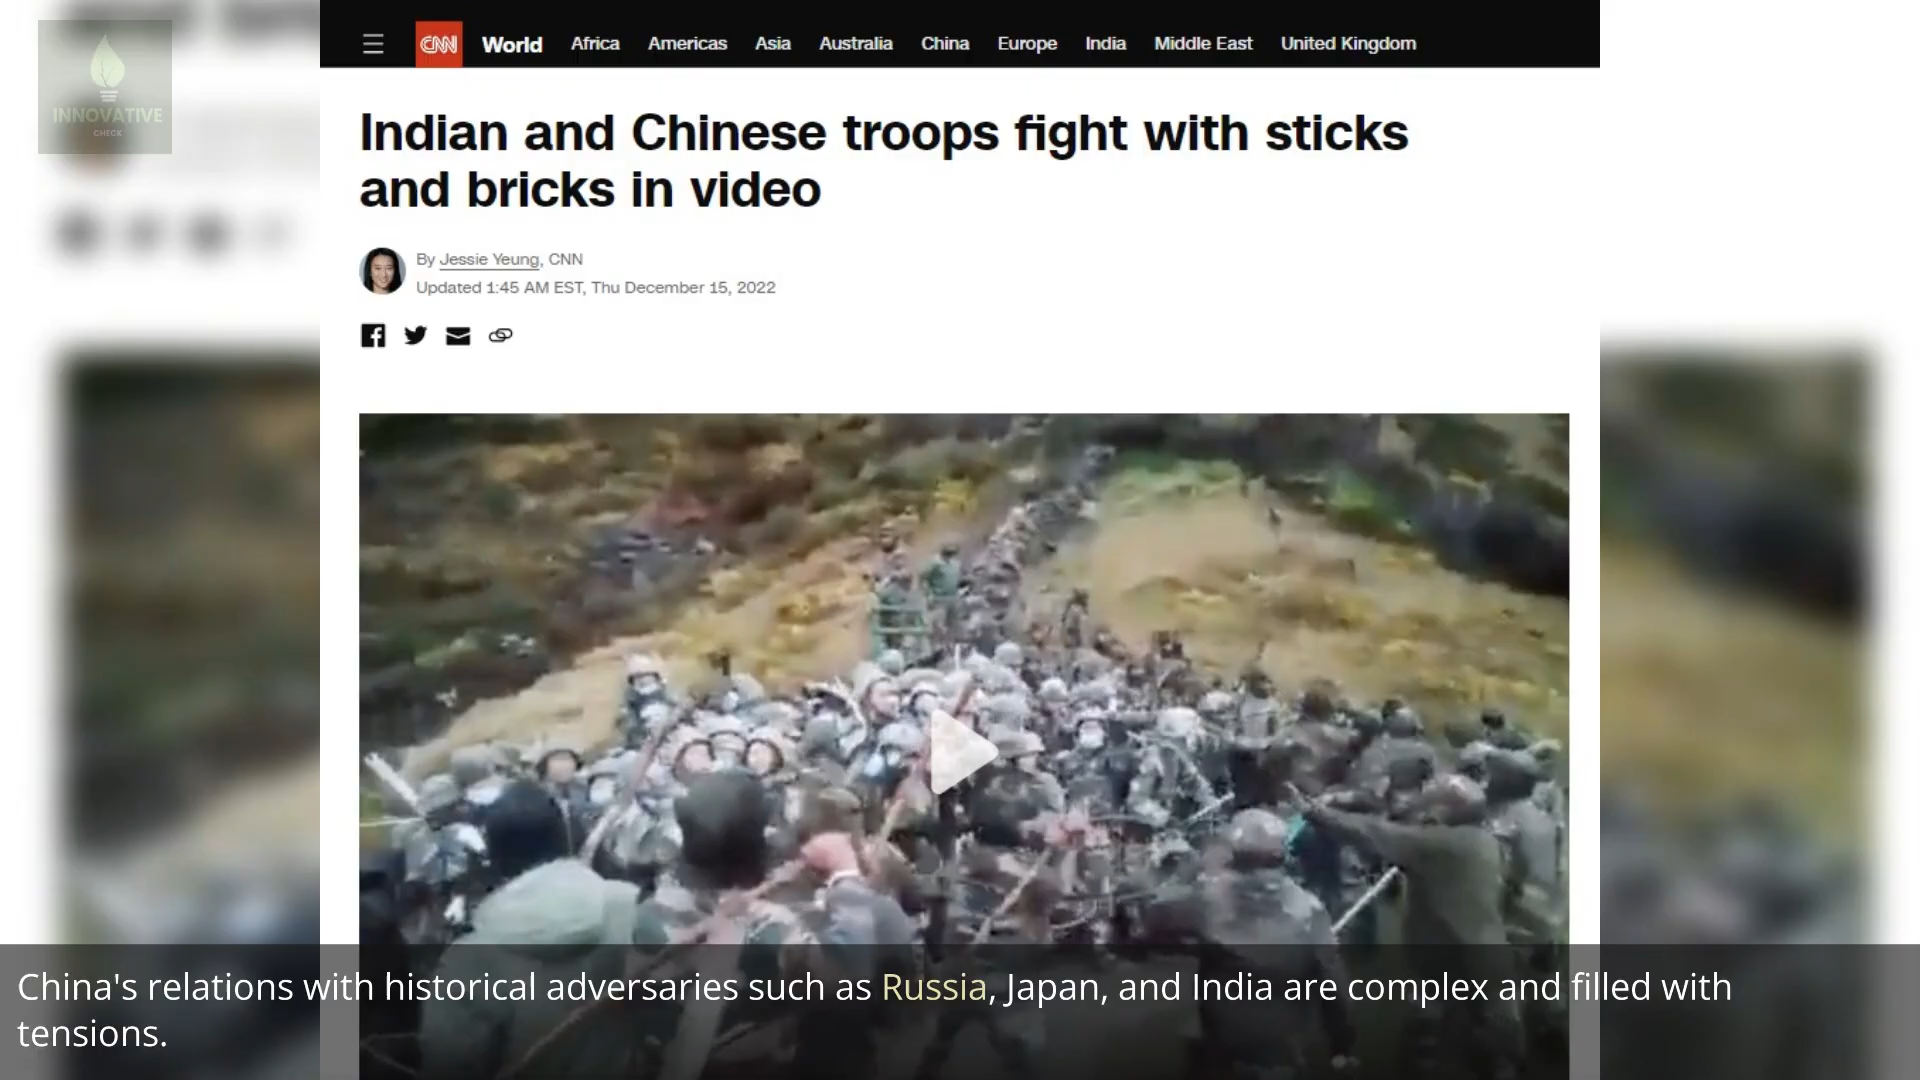 INNOVATIVE
CHECK
CNN
World Africa Americas Asia Australia China Europe India Middle East United Kingdom
Indian and Chinese troops fight with sticks
and bricks in video
By Jessie Yeung, CNN
Updated 1:45 AM EST, Thu December 15, 2022
China's relations with historical adversaries such as Russia, Japan, and India are complex and filled with
tensions.